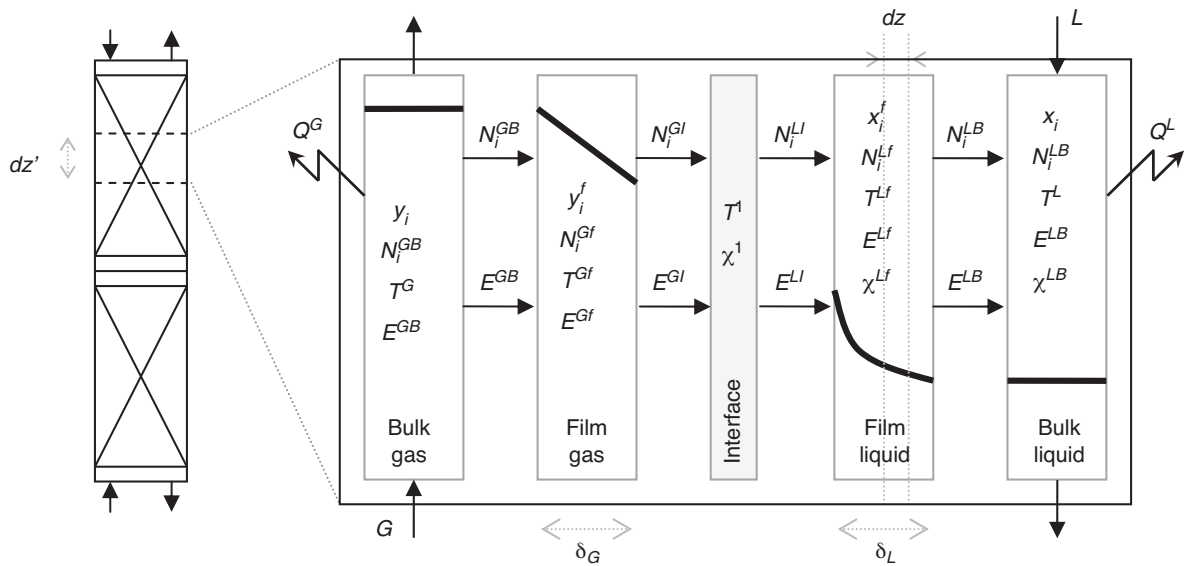 dz'
dz
L
Q^G
N_i^{GB}
N_i^{GI}
N_i^{LI}
N_i^{LB}
Q^L
y_i
N_i^{GB}
T^G
E^{GB}
E^{GB}
y_i^f
N_i^{Gf}
T^{Gf}
E^{Gf}
E^{GI}
T^1
χ^1
E^{LI}
x_i^f
N_i^{Lf}
T^{Lf}
E^{Lf}
χ^{Lf}
E^{LB}
x_i
N_i^{LB}
T^L
E^{LB}
χ^{LB}
Bulk
gas
Film
gas
Interface
Film
liquid
Bulk
liquid
G
δ_G
δ_L